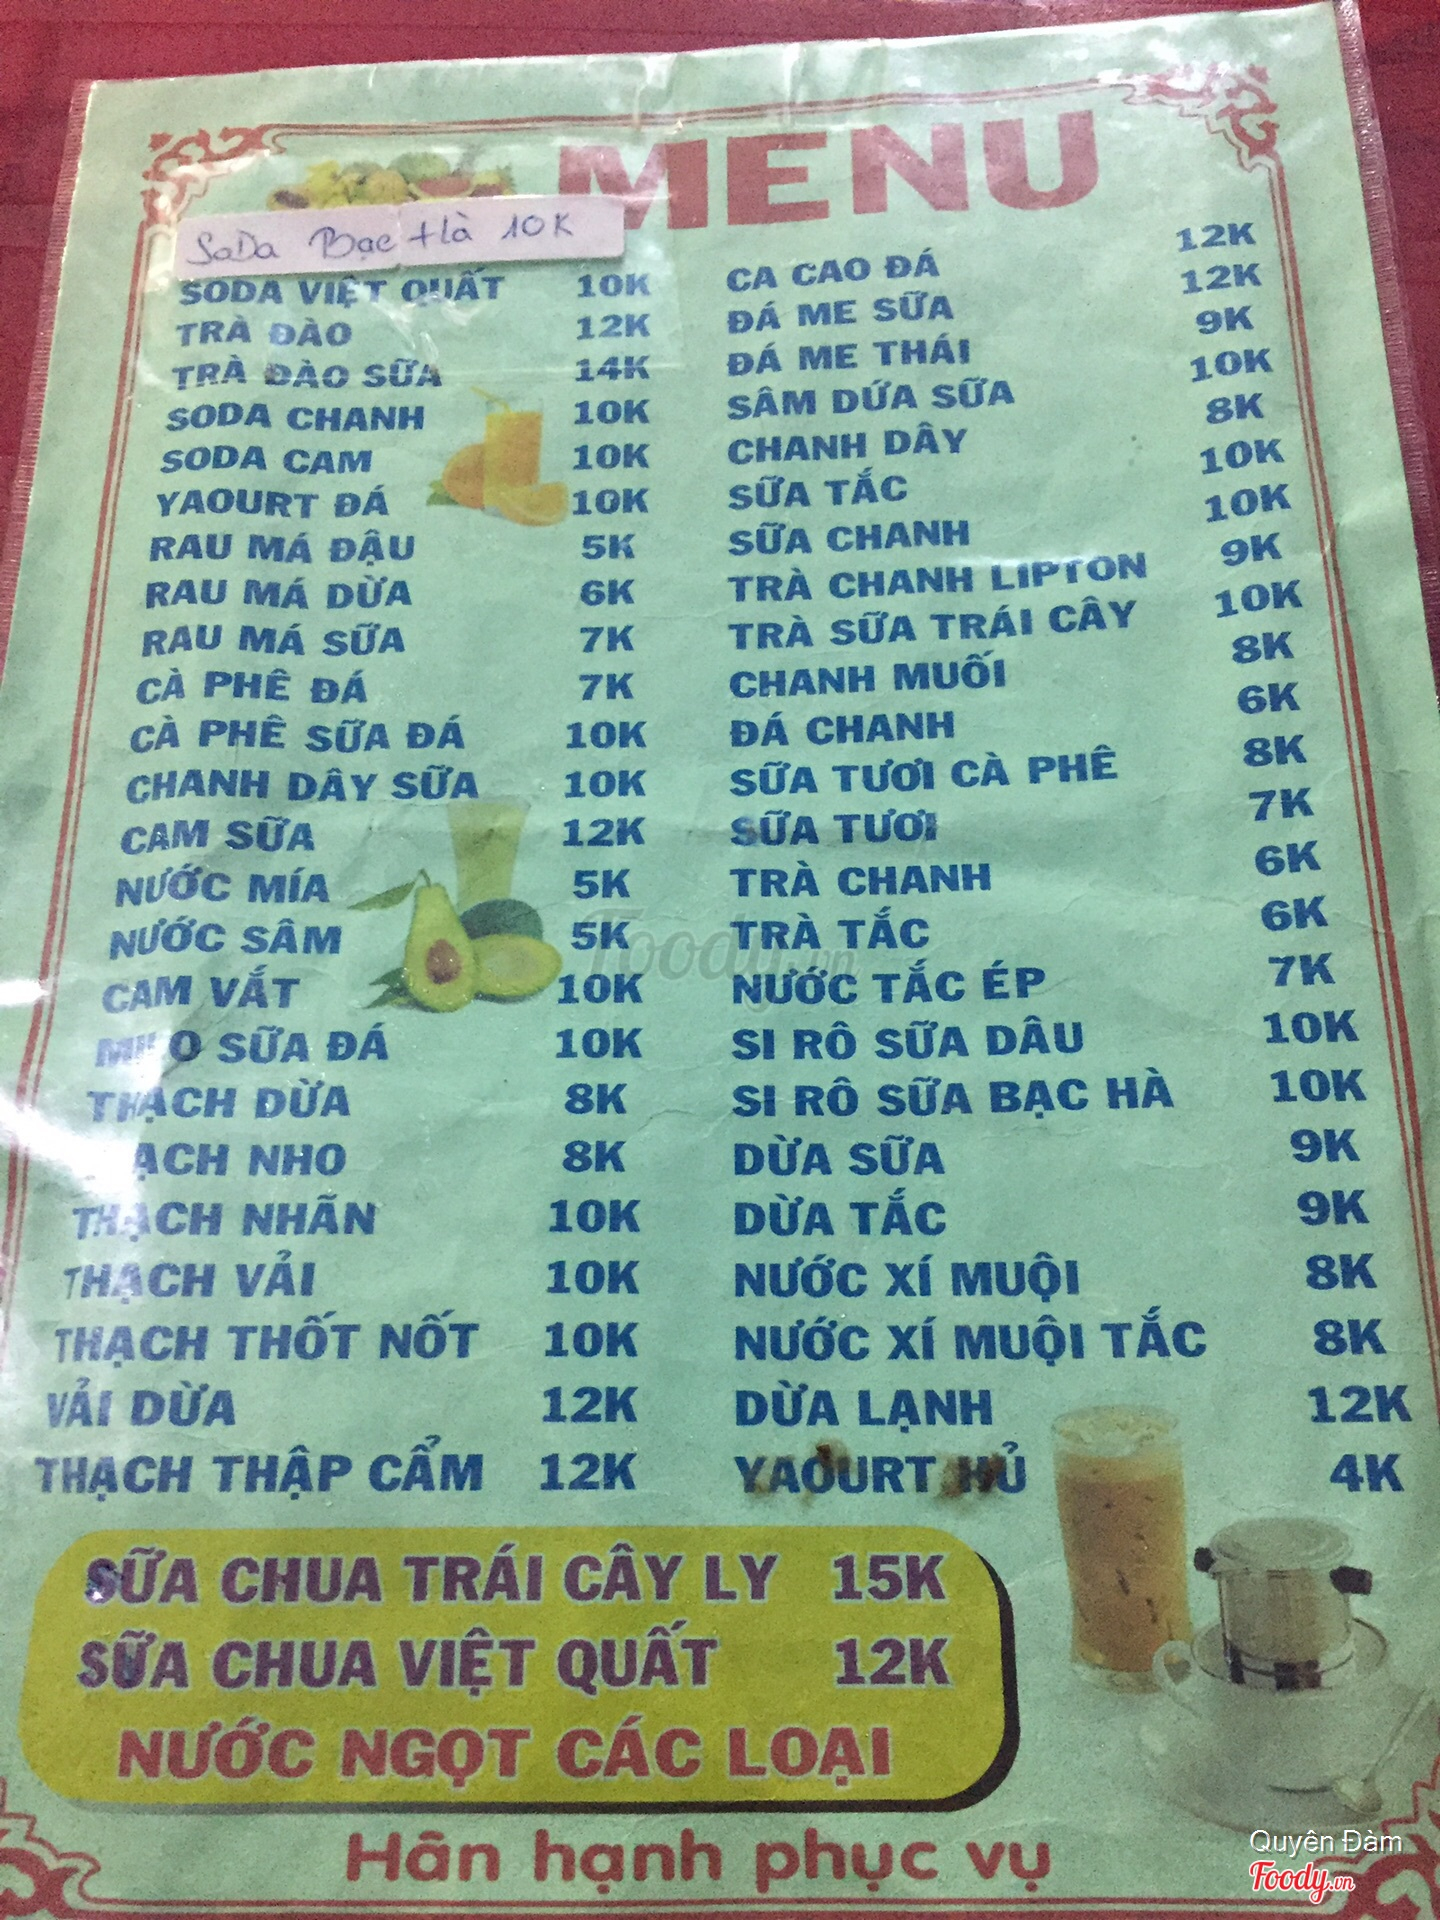 MENU
SoDa Bạc Hà 10K
SODA VIỆT QUẤT 10K
TRÀ ĐÀO 12K
TRÀ ĐÀO SỮA 14K
SODA CHANH 10K
SODA CAM 10K
YAOURT ĐÁ 10K
RAU MÁ ĐẬU 5K
RAU MÁ DỪA 6K
RAU MÁ SỮA 7K
CÀ PHÊ ĐÁ 7K
CÀ PHÊ SỮA ĐÁ 10K
CHANH DÂY SỮA 10K
CAM SỮA 12K
NƯỚC MÍA 5K
NƯỚC SÂM 5K
CAM VẮT 10K
MILO SỮA ĐÁ 10K
THẠCH DỪA 8K
THẠCH NHO 8K
THẠCH NHÃN 10K
THẠCH VẢI 10K
THẠCH THỐT NỐT 10K
VẢI DỪA 12K
THẠCH THẬP CẨM 12K
CA CAO ĐÁ 12K
ĐÁ ME SỮA 12K
ĐÁ ME THÁI 9K
SÂM DỨA SỮA 10K
CHANH DÂY 8K
SỮA TẮC 10K
SỮA CHANH 10K
TRÀ CHANH LIPTON 9K
TRÀ SỮA TRÁI CÂY 10K
CHANH MUỐI 8K
ĐÁ CHANH 6K
SỮA TƯƠI CÀ PHÊ 8K
SỮA TƯƠI 7K
TRÀ CHANH 6K
TRÀ TẮC 6K
NƯỚC TẮC ÉP 7K
SI RÔ SỮA DÂU 10K
SI RÔ SỮA BẠC HÀ 10K
DỪA SỮA 9K
DỪA TẮC 9K
NƯỚC XÍ MUỘI 8K
NƯỚC XÍ MUỘI TẮC 8K
DỪA LẠNH 12K
YAOURT HỦ 4K
SỮA CHUA TRÁI CÂY LY 15K
SỮA CHUA VIỆT QUẤT 12K
NƯỚC NGỌT CÁC LOẠI
Hân hạnh phục vụ
Foody.vn
Quyên Đàm
Foody.vn